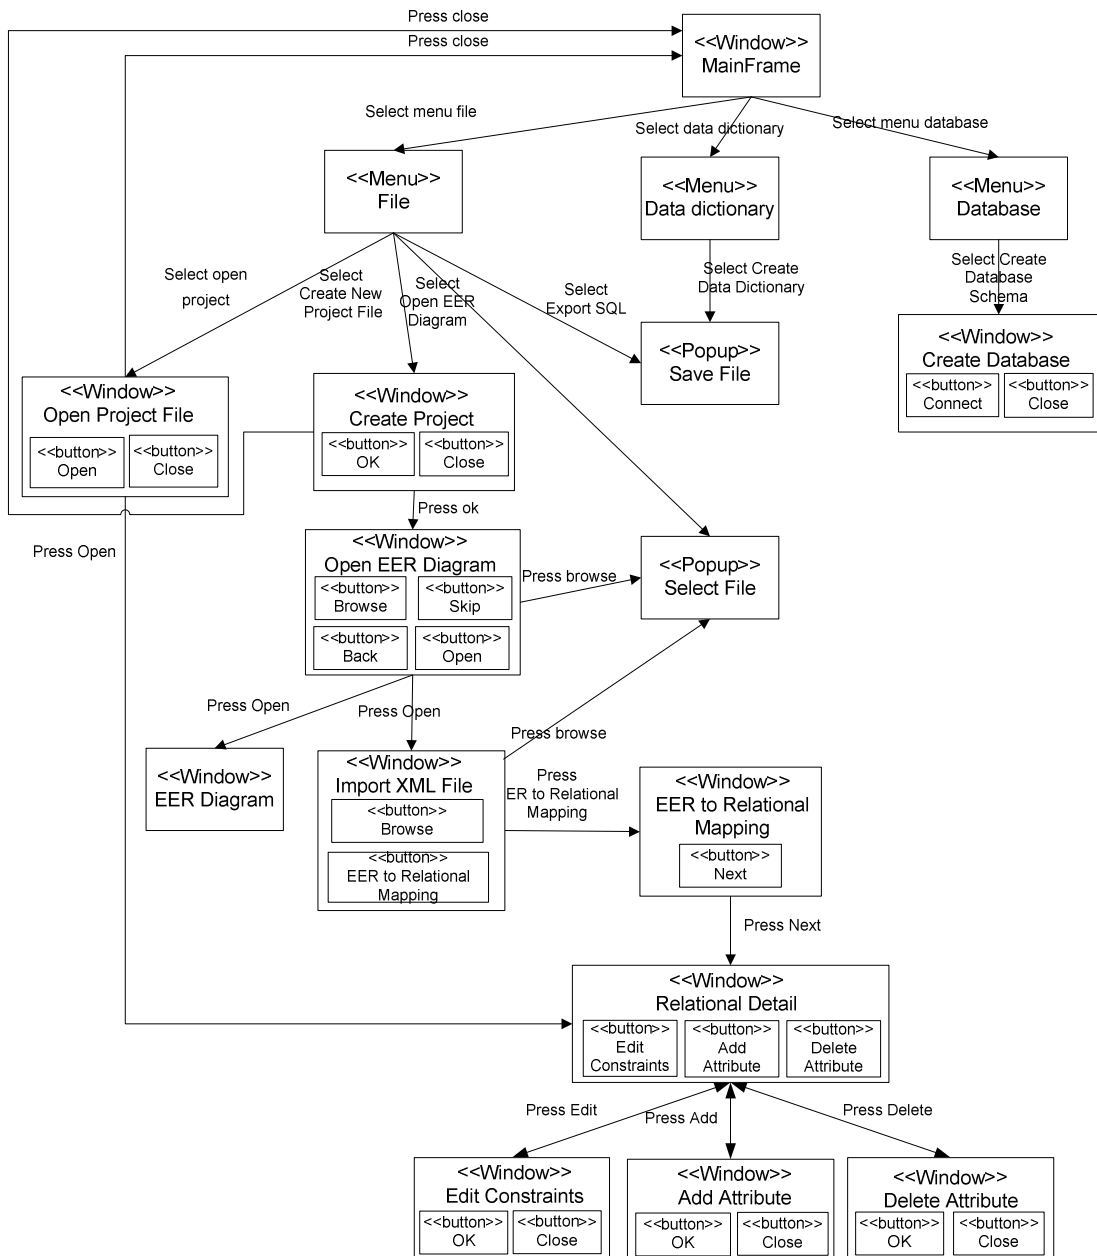 Press close
Press close
<<Window>>
MainFrame
Select menu file
Select data dictionary
Select menu database
<<Menu>>
File
<<Menu>>
Data dictionary
<<Menu>>
Database
Select open
project
Select
Create New
Project File
Select
Open EER
Diagram
Select
Export SQL
Select Create
Data Dictionary
Select Create
Database
Schema
<<Popup>>
Save File
<<Window>>
Create Database
<<button>>
Connect
<<button>>
Close
<<Window>>
Open Project File
<<button>>
Open
<<button>>
Close
<<Window>>
Create Project
<<button>>
OK
<<button>>
Close
Press ok
Press Open
<<Window>>
Open EER Diagram
<<button>>
Browse
<<button>>
Skip
<<button>>
Back
<<button>>
Open
Press browse
<<Popup>>
Select File
Press Open
Press Open
Press browse
<<Window>>
EER Diagram
<<Window>>
Import XML File
<<button>>
Browse
<<button>>
EER to Relational
Mapping
Press
ER to Relational
Mapping
<<Window>>
EER to Relational
Mapping
<<button>>
Next
Press Next
<<Window>>
Relational Detail
<<button>>
Edit
Constraints
<<button>>
Add
Attribute
<<button>>
Delete
Attribute
Press Edit
Press Add
Press Delete
<<Window>>
Edit Constraints
<<button>>
OK
<<button>>
Close
<<Window>>
Add Attribute
<<button>>
OK
<<button>>
Close
<<Window>>
Delete Attribute
<<button>>
OK
<<button>>
Close